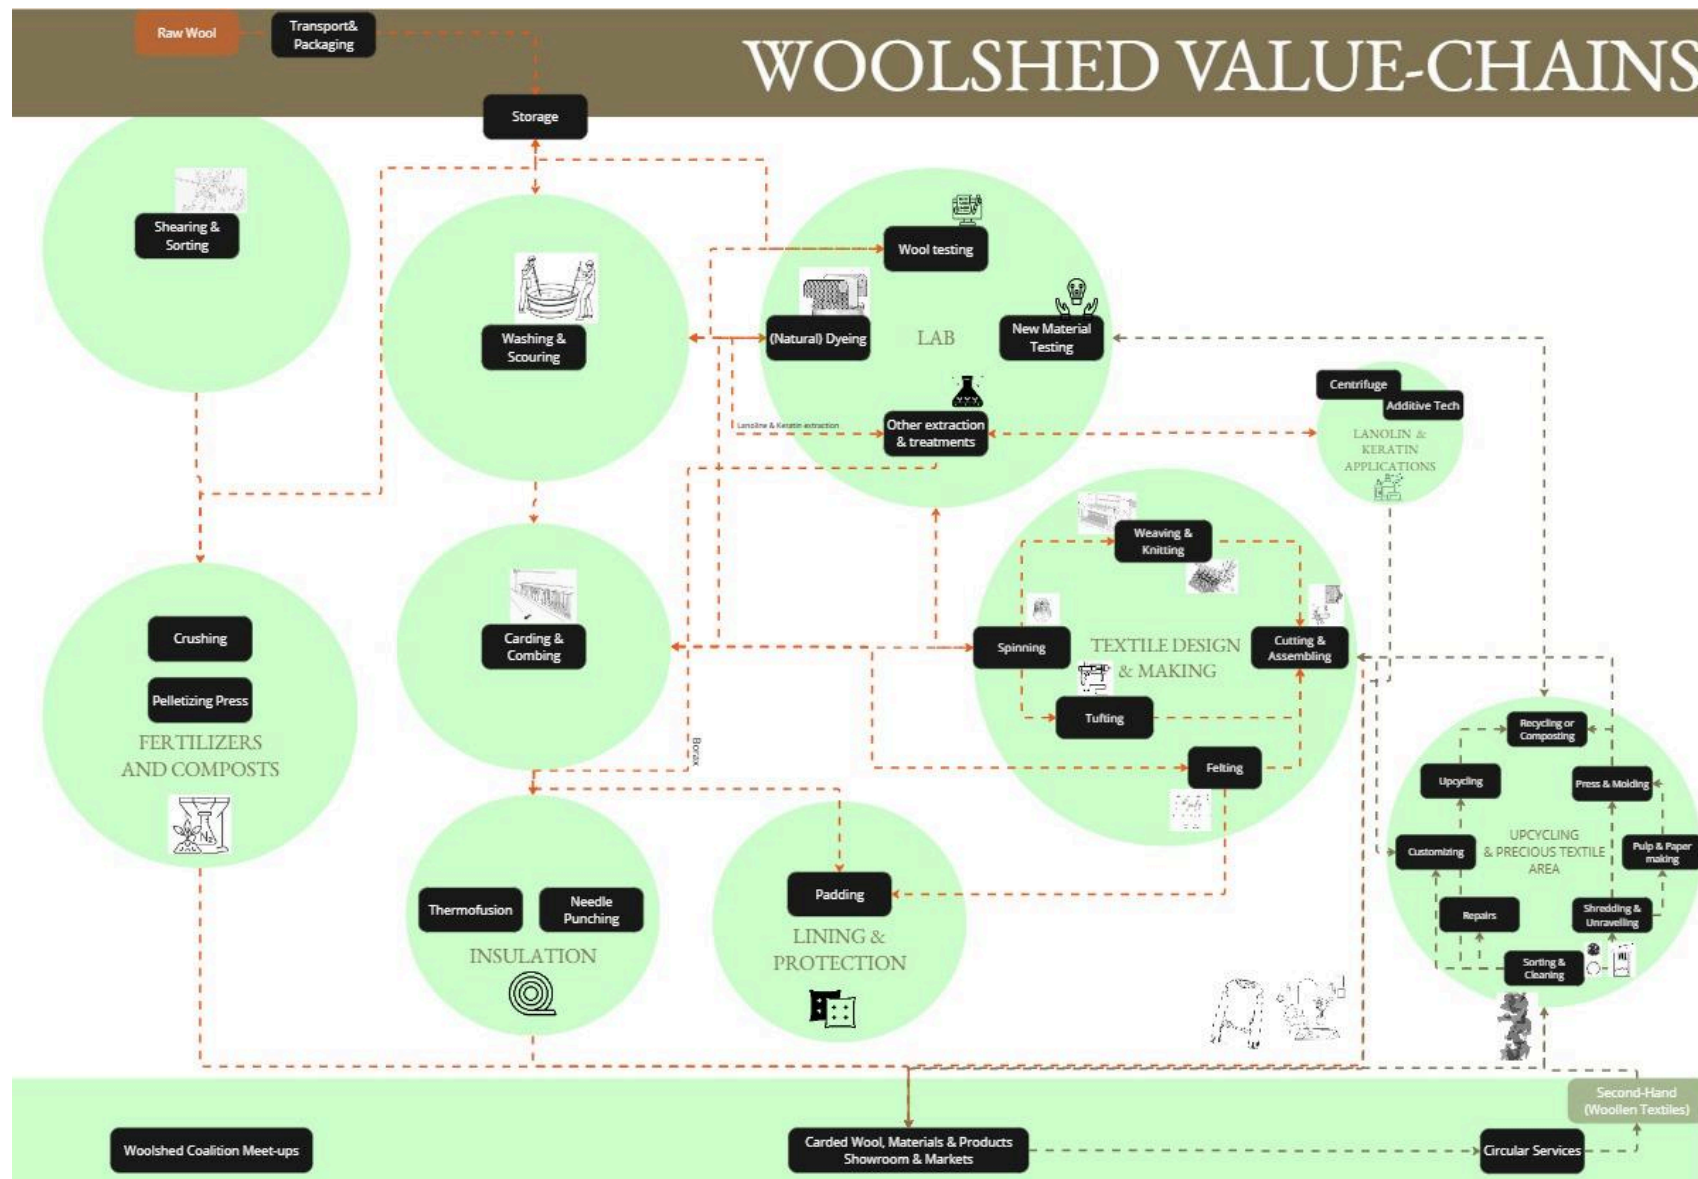 Raw Wool
Transport&
Packaging
WOOLSHED VALUE-CHAINS
Storage
Shearing &
Sorting
Wool testing
Washing &
Scouring
(Natural) Dyeing
LAB
New Material
Testing
Centrifuge
Additive Tech
Lanoline & Keratin extraction
Other extraction
& treatments
LANOLIN &
KERATIN
APPLICATIONS
Weaving &
Knitting
Crushing
Carding &
Combing
Spinning
TEXTILE DESIGN
& MAKING
Cutting &
Assembling
Pelletizing Press
Tufting
Recycling or
Composting
FERTILIZERS
AND COMPOSTS
Borax
Felting
Upcycling
Press & Molding
N2
UPCYCLING
& PRECIOUS TEXTILE
AREA
Customizing
Pulp & Paper
making
Thermofusion
Needle
Punching
Padding
Repairs
Shredding &
Unravelling
INSULATION
LINING &
PROTECTION
Sorting &
Cleaning
Second-Hand
(Woollen Textiles)
Woolshed Coalition Meet-ups
Carded Wool, Materials & Products
Showroom & Markets
Circular Services